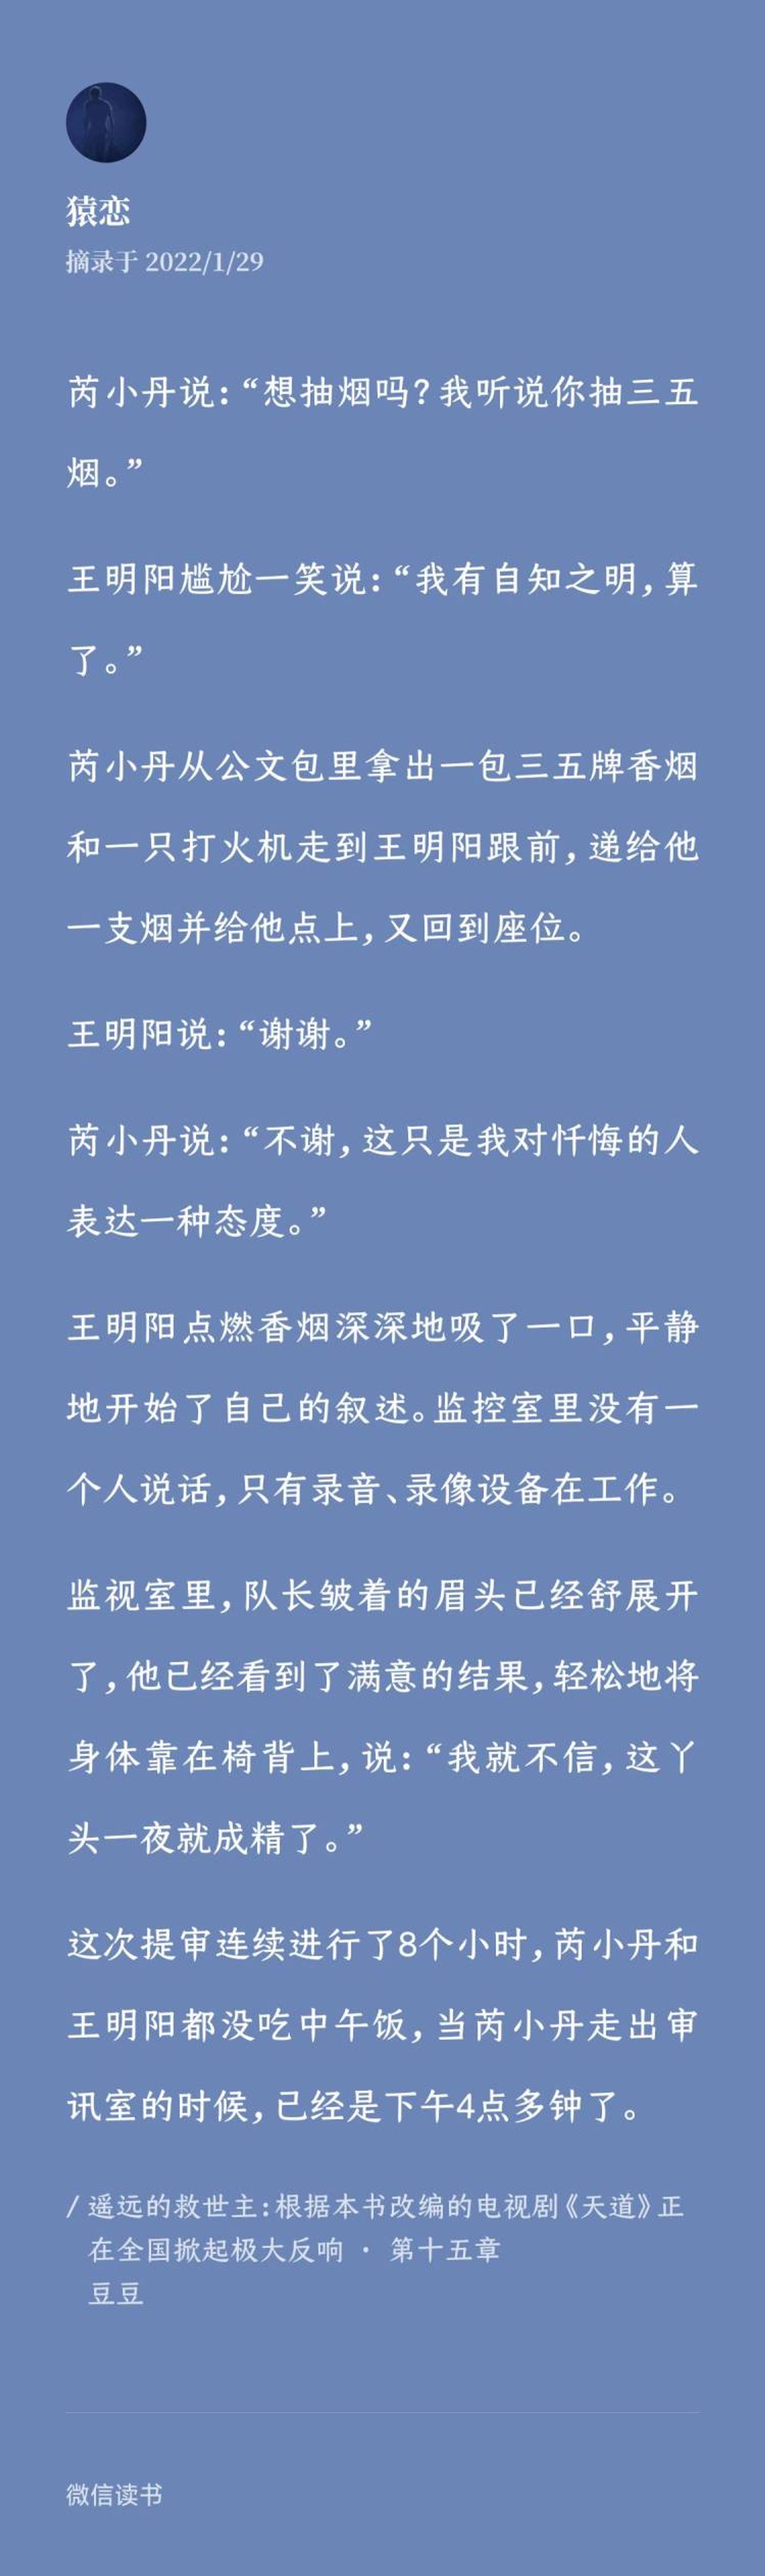 猿恋
摘录于 2022/1/29
芮小丹说：“想抽烟吗？我听说你抽三五
烟。”
王明阳尴尬一笑说：“我有自知之明，算
了。”
芮小丹从公文包里拿出一包三五牌香烟
和一只打火机走到王明阳跟前，递给他
一支烟并给他点上，又回到座位。
王明阳说：“谢谢。”
芮小丹说：“不谢，这只是我对忏悔的人
表达一种态度。”
王明阳点燃香烟深深地吸了一口，平静
地开始了自己的叙述。监控室里没有一
个人说话，只有录音、录像设备在工作。
监视室里，队长皱着的眉头已经舒展开
了，他已经看到了满意的结果，轻松地将
身体靠在椅背上，说：“我就不信，这丫
头一夜就成精了。”
这次提审连续进行了8个小时，芮小丹和
王明阳都没吃中午饭，当芮小丹走出审
讯室的时候，已经是下午4点多钟了。
/ 遥远的救世主：根据本书改编的电视剧《天道》正
在全国掀起极大反响 · 第十五章
豆豆
微信读书